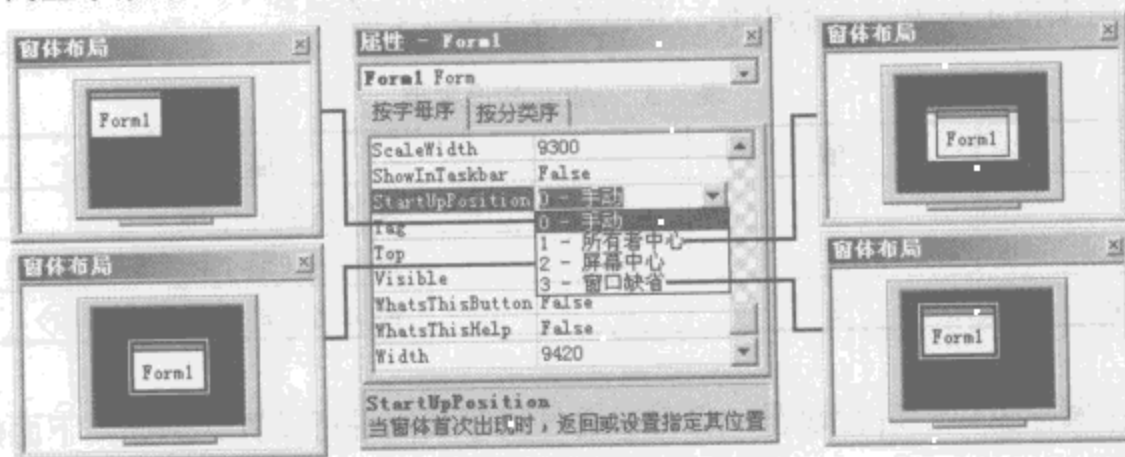 窗体布局
Form1
窗体布局
Form1
属性 - Form1
Form1 Form
按字母序 按分类序
ScaleWidth 9300
ShowInTaskbar False
StartUpPosition 0 - 手动
0 - 手动
1 - 所有者中心
2 - 屏幕中心
3 - 窗口缺省
Tag
Top
Visible
WhatsThisButton False
WhatsThisHelp False
Width 9420
StartUpPosition
当窗体首次出现时，返回或设置指定其位置
窗体布局
Form1
窗体布局
Form1